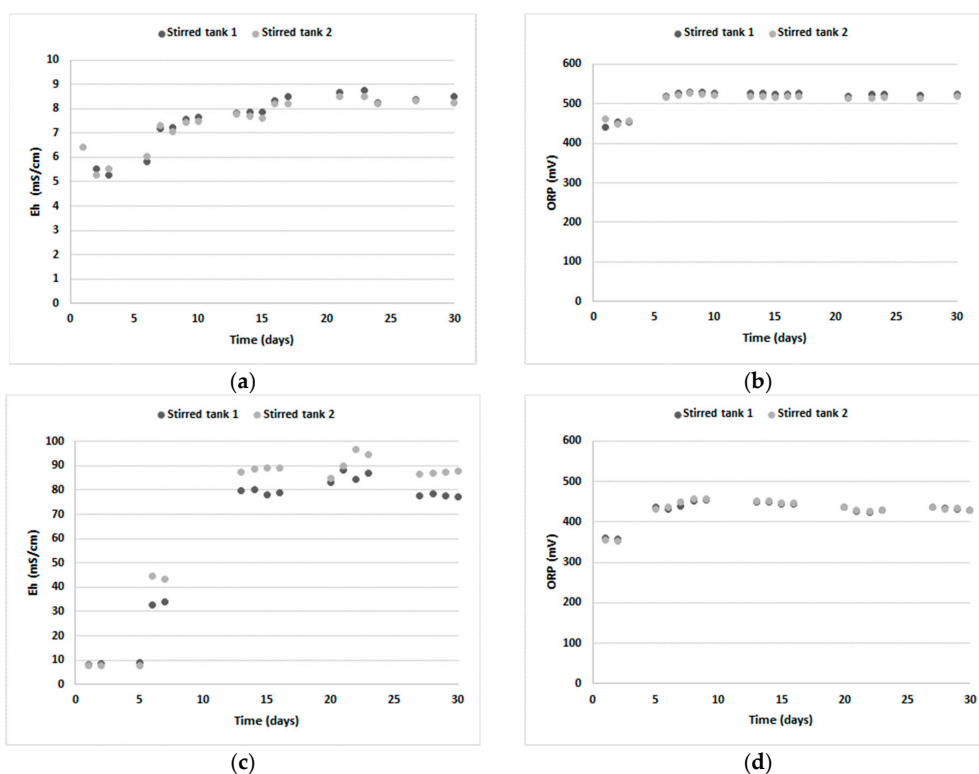 Stirred tank 1 Stirred tank 2
10
9
8
7
6
5
4
3
2
1
0
Eh (mS/cm)
0 5 10 15 20 25 30
Time (days)
(a)
Stirred tank 1 Stirred tank 2
600
500
400
300
200
100
0
ORP (mV)
0 5 10 15 20 25 30
Time (days)
(b)
Stirred tank 1 Stirred tank 2
100
90
80
70
60
50
40
30
20
10
0
Eh (mS/cm)
0 5 10 15 20 25 30
Time (days)
(c)
Stirred tank 1 Stirred tank 2
600
500
400
300
200
100
0
ORP (mV)
0 5 10 15 20 25 30
Time (days)
(d)